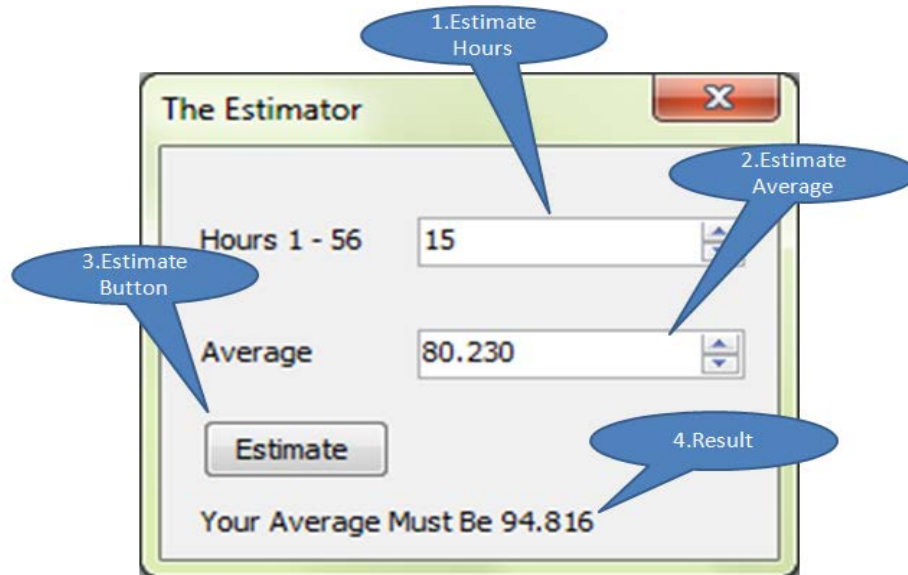 1.Estimate
Hours
The Estimator
2.Estimate
Average
Hours 1 - 56
15
3.Estimate
Button
Average
80.230
Estimate
4.Result
Your Average Must Be 94.816